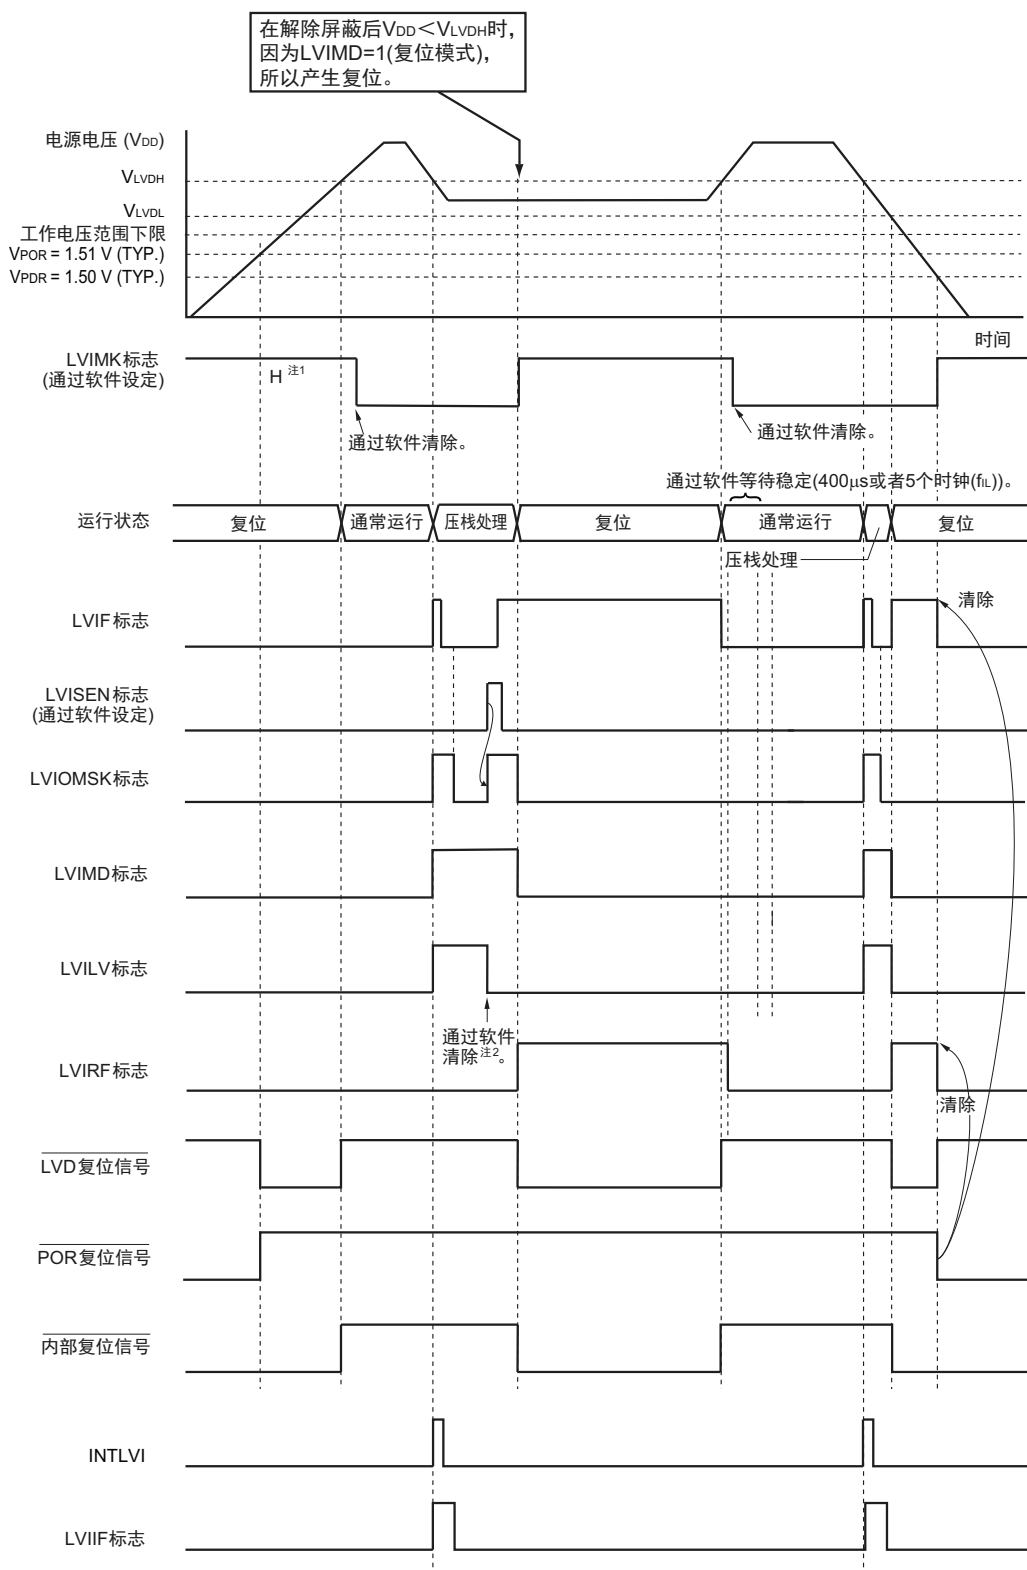 在解除屏蔽后VDD＜VLVDH时，
因为LVIMD=1(复位模式)，
所以产生复位。
电源电压 (VDD)
VLVDH
VLVDL
工作电压范围下限
VPOR = 1.51 V (TYP.)
VPDR = 1.50 V (TYP.)
时间
LVIMK标志
(通过软件设定)
H 注1
通过软件清除。
通过软件清除。
通过软件等待稳定(400μs或者5个时钟(fIL))。
运行状态
复位
通常运行
压栈处理
复位
通常运行
复位
压栈处理
LVIF标志
清除
LVISEN标志
(通过软件设定)
LVIOMSK标志
LVIMD标志
LVILV标志
通过软件
清除注2。
LVIRF标志
清除
LVD复位信号
POR复位信号
内部复位信号
INTLVI
LVIIF标志